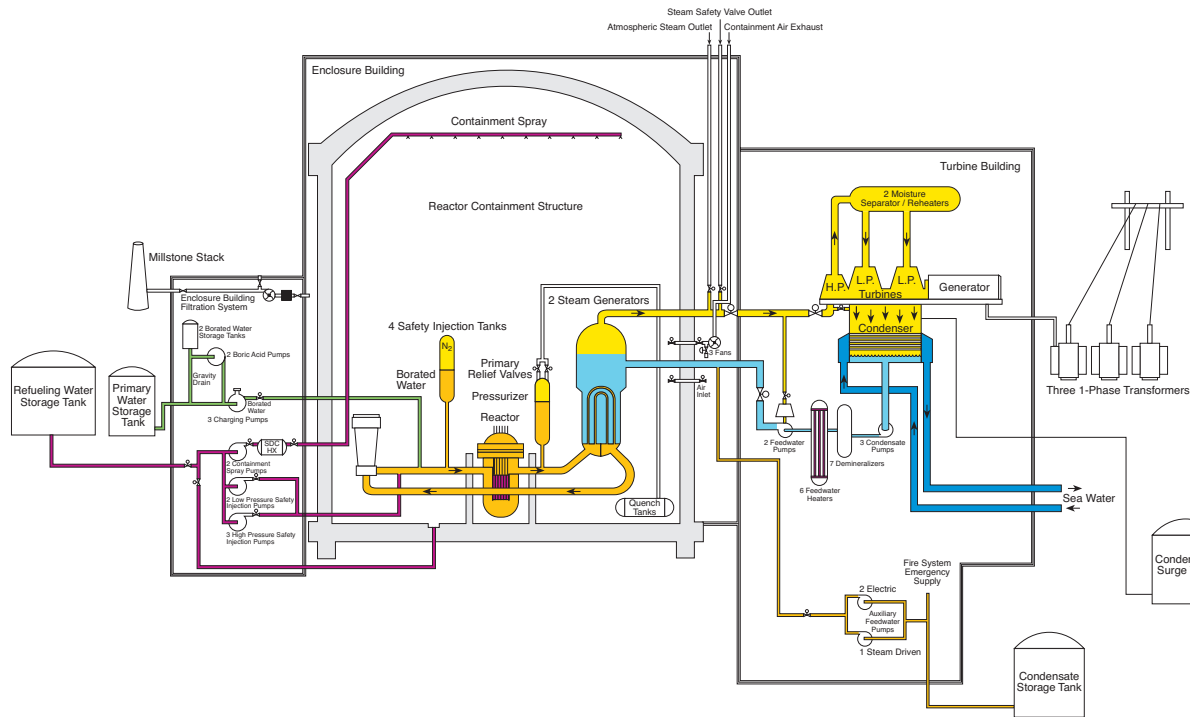 Steam Safety Valve Outlet
Atmospheric Steam Outlet
Containment Air Exhaust
Enclosure Building
Containment Spray
Turbine Building
2 Moisture
Separator / Reheaters
Reactor Containment Structure
Millstone Stack
H.P.
L.P.
L.P.
Turbines
Generator
Enclosure Building
Filtration System
2 Steam Generators
Condenser
2 Borated Water
Storage Tanks
4 Safety Injection Tanks
N2
3 Fans
2 Boric Acid Pumps
Refueling Water
Storage Tank
Primary
Water
Storage
Tank
Gravity
Drain
Borated
Water
3 Charging Pumps
Borated
Water
Primary
Relief Valves
Pressurizer
Reactor
Air
Inlet
Three 1-Phase Transformers
2 Feedwater
Pumps
3 Condensate
Pumps
7 Demineralizers
6 Feedwater
Heaters
SDC
HX
2 Containment
Spray Pumps
2 Low Pressure Safety
Injection Pumps
3 High Pressure Safety
Injection Pumps
Quench
Tanks
Sea Water
Surge
Fire System
Emergency
Supply
2 Electric
Auxiliary
Feedwater
Pumps
1 Steam Driven
Condensate
Storage Tank